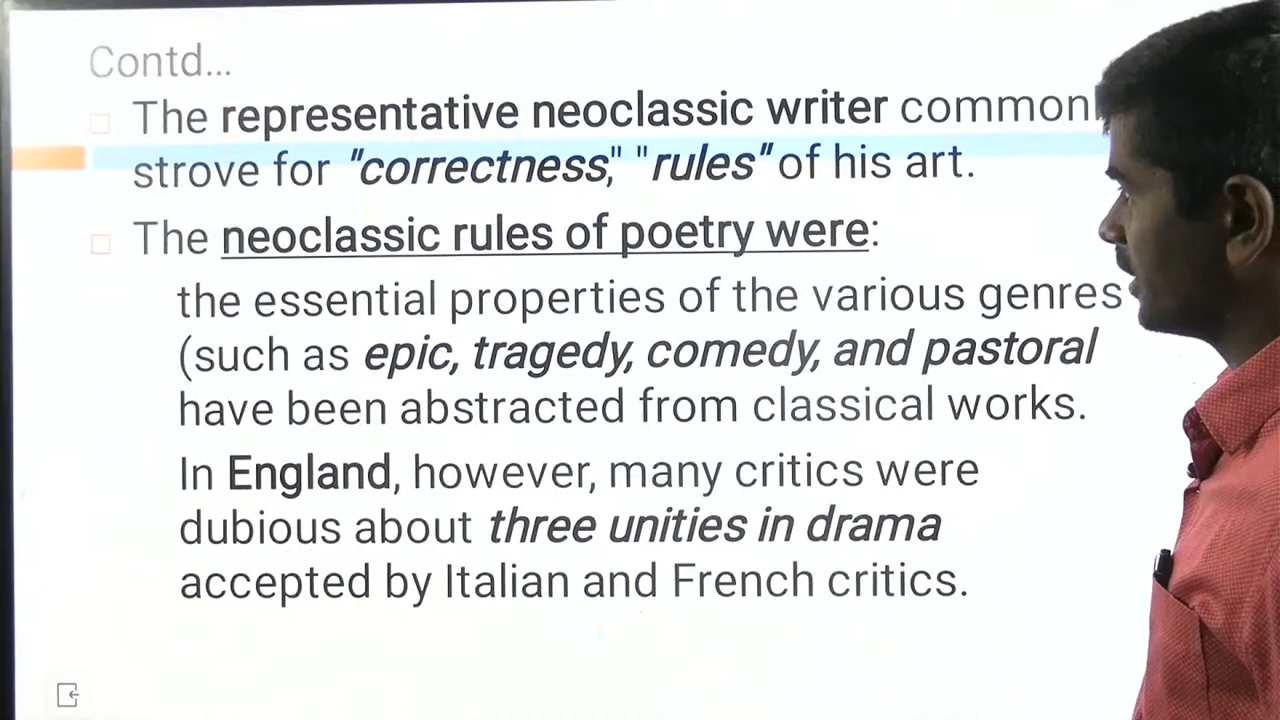 Contd...
The representative neoclassic writer common
strove for "correctness," "rules" of his art.
The neoclassic rules of poetry were:
the essential properties of the various genres
(such as epic, tragedy, comedy, and pastoral
have been abstracted from classical works.
In England, however, many critics were
dubious about three unities in drama
accepted by Italian and French critics.